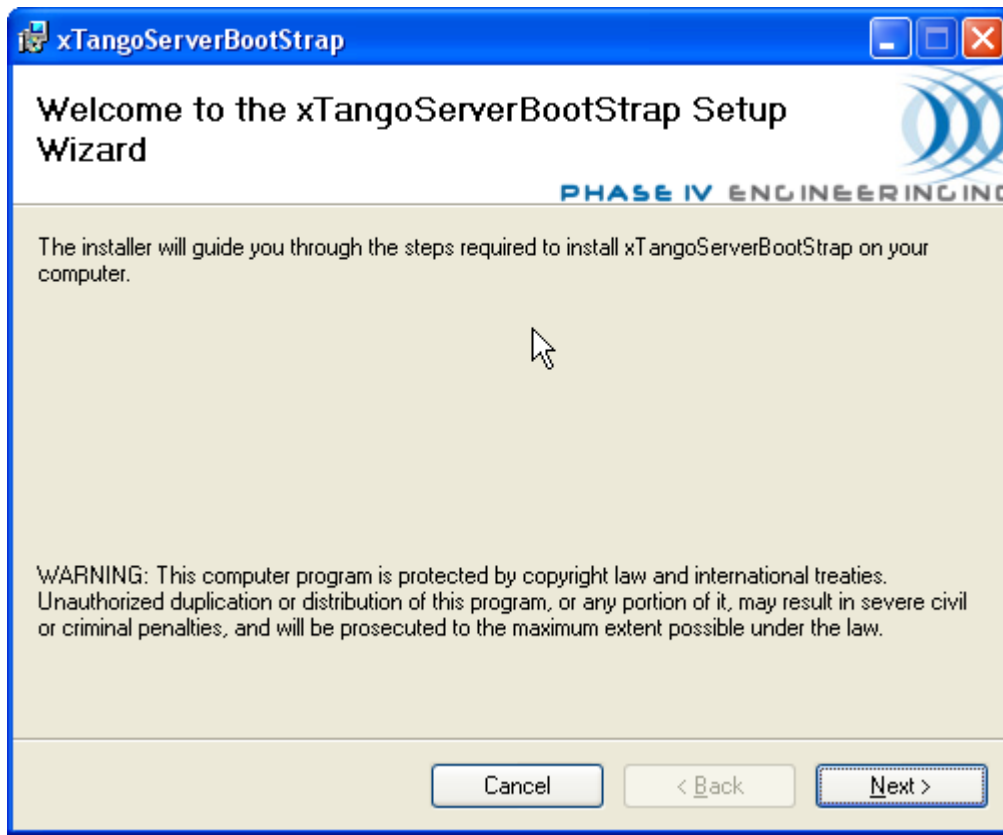 xTangoServerBootStrap
Welcome to the xTangoServerBootStrap Setup
Wizard
PHASE IV ENGINEERING INC
The installer will guide you through the steps required to install xTangoServerBootStrap on your
computer.
WARNING: This computer program is protected by copyright law and international treaties.
Unauthorized duplication or distribution of this program, or any portion of it, may result in severe civil
or criminal penalties, and will be prosecuted to the maximum extent possible under the law.
Cancel
< Back
Next >